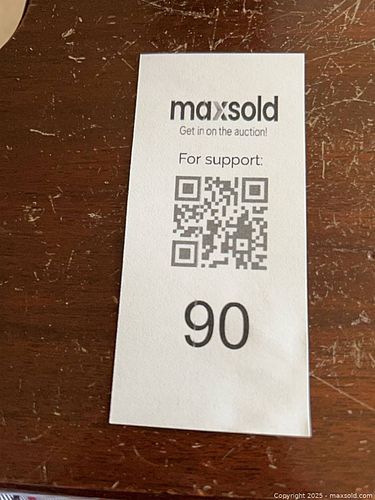 maxsold
Get in on the auction!
For support:
90
Copyright 2025 - maxsold.com